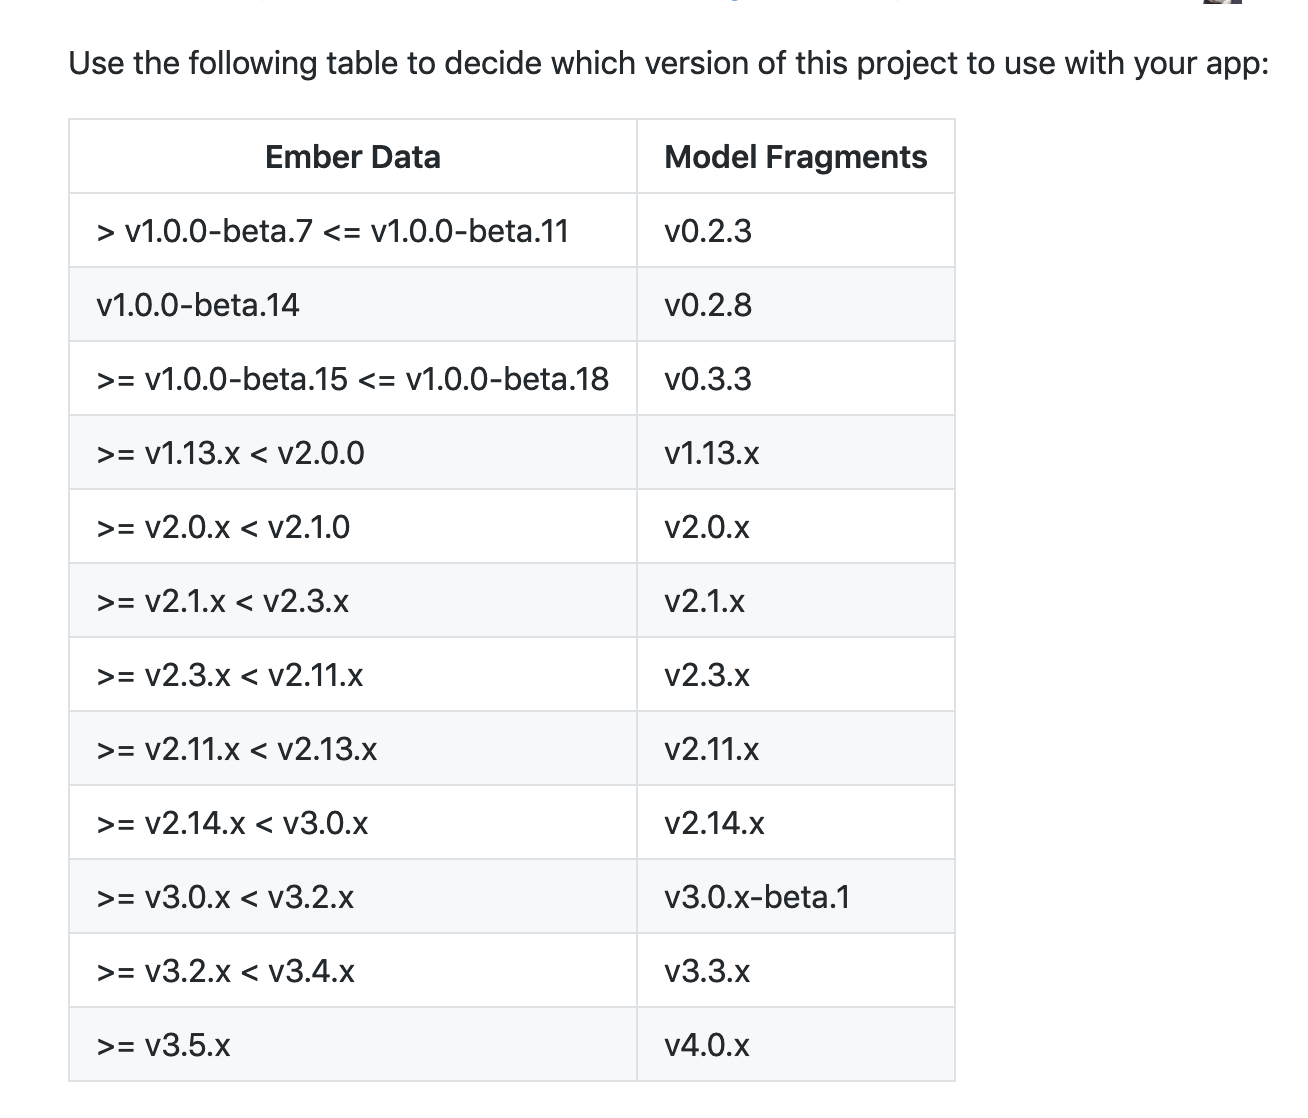 Use the following table to decide which version of this project to use with your app:
Ember Data Model Fragments
> v1.0.0-beta.7 <= v1.0.0-beta.11 v0.2.3
v1.0.0-beta.14 v0.2.8
>= v1.0.0-beta.15 <= v1.0.0-beta.18 v0.3.3
>= v1.13.x < v2.0.0 v1.13.x
>= v2.0.x < v2.1.0 v2.0.x
>= v2.1.x < v2.3.x v2.1.x
>= v2.3.x < v2.11.x v2.3.x
>= v2.11.x < v2.13.x v2.11.x
>= v2.14.x < v3.0.x v2.14.x
>= v3.0.x < v3.2.x v3.0.x-beta.1
>= v3.2.x < v3.4.x v3.3.x
>= v3.5.x v4.0.x